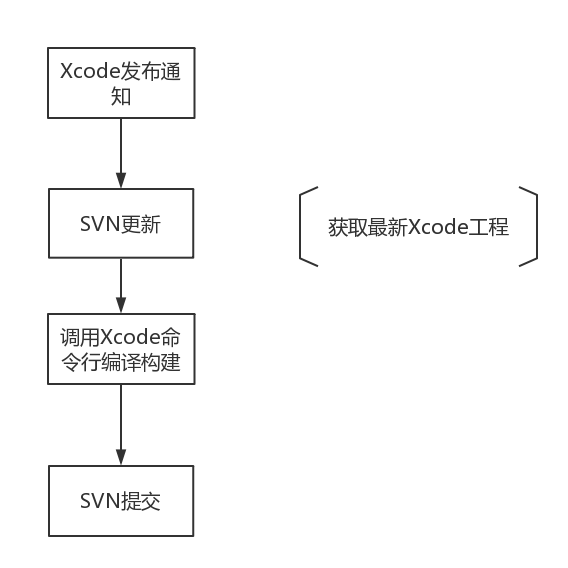 Xcode发布通
知
SVN更新
获取最新Xcode工程
调用Xcode命
令行编译构建
SVN提交